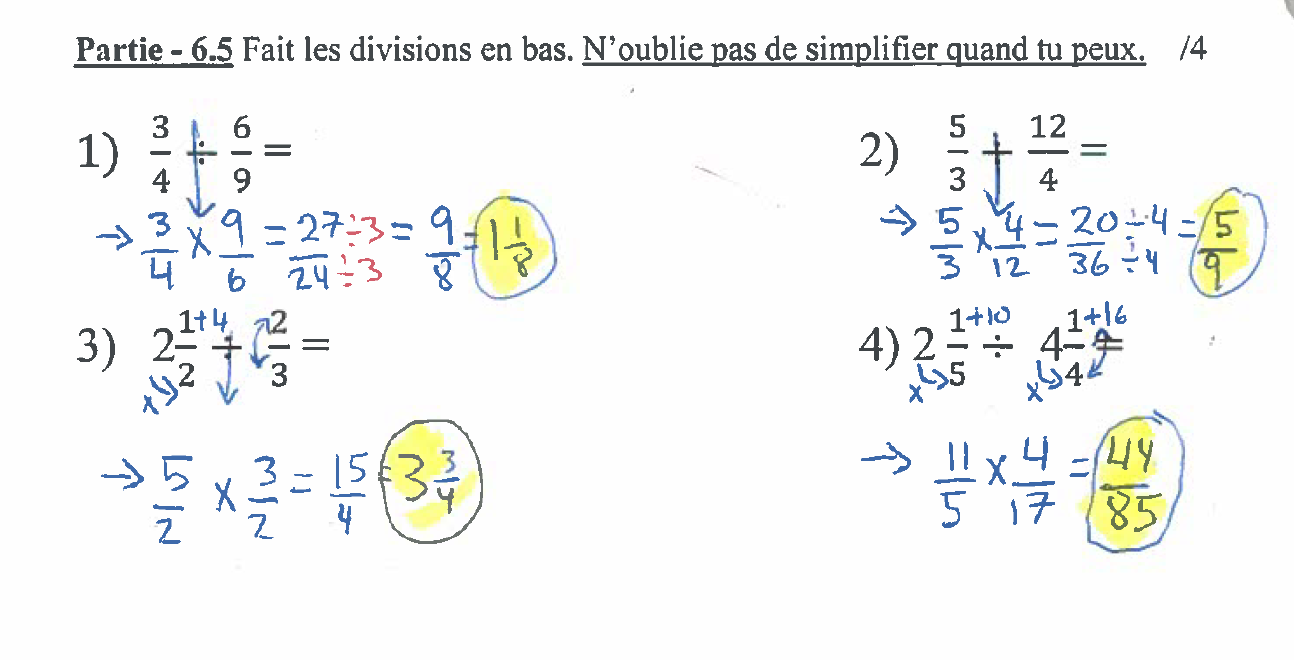 Partie - 6.5 Fait les divisions en bas. N'oublie pas de simplifier quand tu peux. /4
1) 3/4 ÷ 6/9 =
→ 3/4 x 9/6 = 27÷3/24÷3 = 9/8 = 1 1/8
2) 5/3 ÷ 12/4 =
→ 5/3 x 4/12 = 20÷4/36÷4 = 5/9
3) 2 1+4/2 ÷ 2/3 =
x
→ 5/2 x 3/2 = 15/4 = 3 3/4
4) 2 1+10/5 ÷ 4 1+16/4 =
x x
→ 11/5 x 4/17 = 44/85